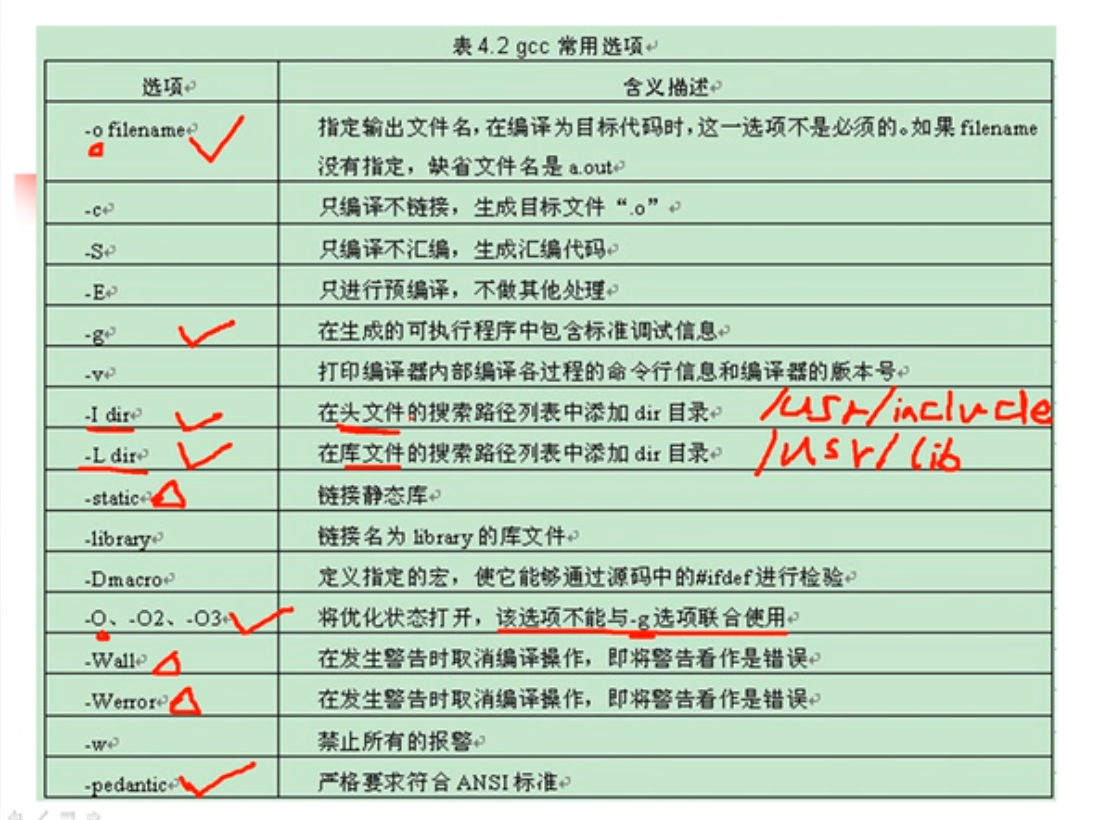 表4.2 gcc 常用选项
选项 含义描述
-o filename 指定输出文件名,在编译为目标代码时,这一选项不是必须的。如果 filename
没有指定，缺省文件名是 a.out
-c 只编译不链接，生成目标文件“.o”
-S 只编译不汇编，生成汇编代码
-E 只进行预编译，不做其他处理
-g 在生成的可执行程序中包含标准调试信息
-v 打印编译器内部编译各过程的命令行信息和编译器的版本号
-I dir 在头文件的搜索路径列表中添加 dir 目录 /usr/include
-L dir 在库文件的搜索路径列表中添加 dir 目录 /usr/lib
-static 链接静态库
-library 链接名为 library 的库文件
-Dmacro 定义指定的宏，使它能够通过源码中的#ifdef进行检验
-O、-O2、-O3 将优化状态打开，该选项不能与-g选项联合使用
-Wall 在发生警告时取消编译操作，即将警告看作是错误
-Werror 在发生警告时取消编译操作，即将警告看作是错误
-w 禁止所有的报警
-pedantic 严格要求符合 ANSI 标准